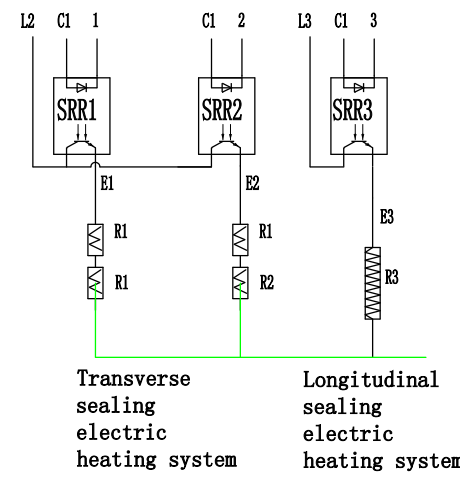 L2 C1 1 C1 2 L3 C1 3
SRR1 SRR2 SRR3
E1 E2
E3
R1 R1
R1 R2 R3
Transverse
sealing
electric
heating system
Longitudinal
sealing
electric
heating system